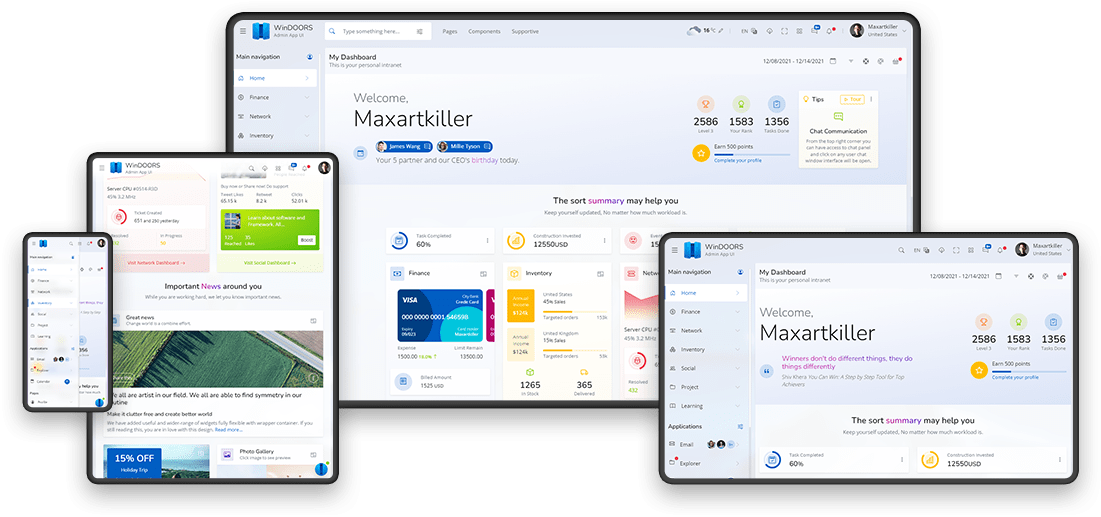 WinDOORS
Admin App UI
Type something here...
Pages
Components
Supportive
16 °C
EN
9+
Maxartkiller
United States
Main navigation
Home
Finance
Network
Inventory
My Dashboard
This is your personal intranet
12/08/2021 - 12/14/2021
Welcome,
Maxartkiller
James Wang
Millie Tyson
Your 5 partner and our CEO's birthday today.
2586
Level 3
1583
Your Rank
1356
Tasks Done
Earn 500 points
Complete your profile
Tips
Tour
Chat Communication
From the top right corner you
can have access to chat panel
and click on any user chat
window interface will be open.
The sort summary may help you
Keep yourself updated, No matter how much workload is.
Task Completed
60%
Construction Invested
12550USD
Finance
VISA
City Bank
Credit Card
000 0000 0001 546598
Expiry
09/023
Card Holder
Maxartkiller
Expense
1500.00
Limit Remain
13500.00
Billed Amount
1525 USD
Inventory
Annual
Income
$124k
United States
45% Sales
Targeted orders
Annual
Income
$124k
United Kingdom
15% Sales
Targeted orders
1265
In Stock
365
Delivered
Server CPU
45% 3.2
Resolved
432
WinDOORS
Admin App UI
Server CPU #0514.R3D
45% 3.2 MHz
Ticket Created
651 and 250 yesterday
In Progress
Visit Network Dashboard →
Buy now or Share now! Do support
Tweet Likes
65.15 k
Retweet
8.2 k
Clicks
52.01 k
Learn about software and
Framework. All...
125
Reached
35
Likes
Boost
Visit Social Dashboard →
Important News around you
While you are working hard, we let you know important news.
Great news
Change world is a combine effort
We all are artist in our field. We all are able to find symmetry in our
routine
Make it clutter free and create better world
We have added useful and wider range of widgets fully flexible with wrapper container. If you
still reading this, you are in love with this design. Read more...
15% OFF
Holiday Trip
Photo Gallery
Click image to see preview
Main navigation
Home
Finance
Network
Inventory
Social
Project
Learning
Applications
Email
Explorer
Calendar
Pages
Profile
WinDOORS
Admin App UI
EN
9+
Maxartkiller
United States
Main navigation
Home
Finance
Network
Inventory
Social
Project
Learning
Applications
Email
Explorer
My Dashboard
This is your personal intranet
12/08/2021 - 12/14/2021
Welcome,
Maxartkiller
Winners don't do different things, they do
things differently
Shiv Khera You Can Win: A Step by Step Tool for Top
Achievers
2586
Level 3
1583
Your Rank
1356
Tasks Done
Earn 500 points
Complete your profile
The sort summary may help you
Keep yourself updated, No matter how much workload is.
Task Completed
60%
Construction Invested
12550USD